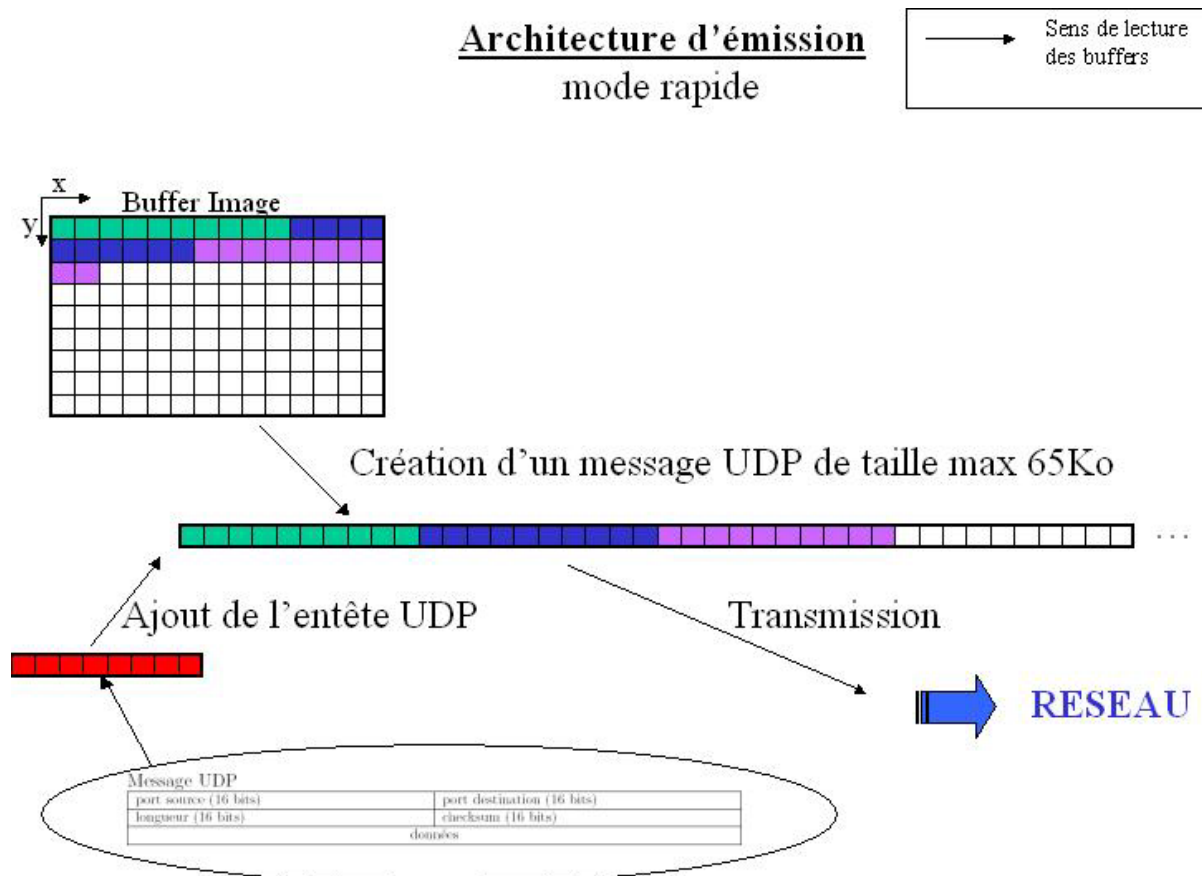 Architecture d'émission
mode rapide
Sens de lecture
des buffers
x
Buffer Image
y
Création d'un message UDP de taille max 65Ko
...
Ajout de l'entête UDP
Transmission
RESEAU
Message UDP
port source (16 bits) port destination (16 bits)
longueur (16 bits) checksum (16 bits)
données